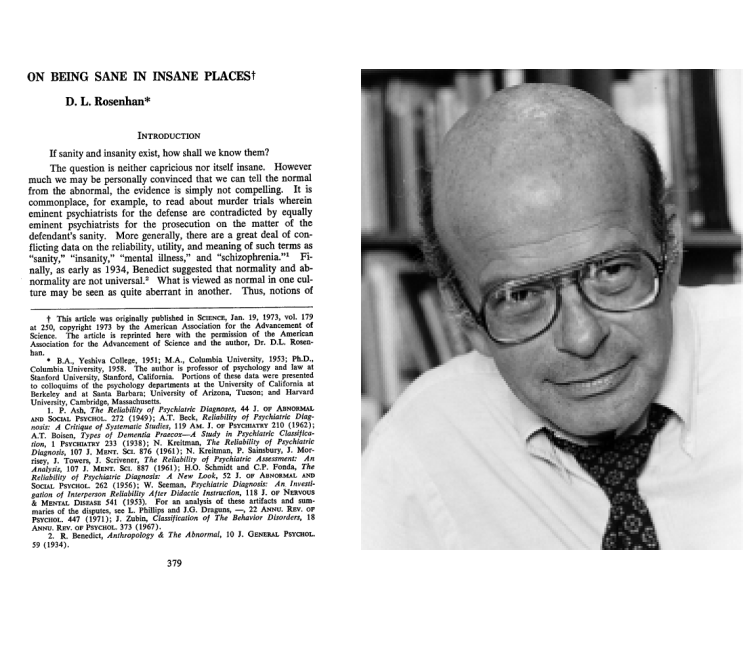 ON BEING SANE IN INSANE PLACES†
D. L. Rosenhan*
INTRODUCTION
If sanity and insanity exist, how shall we know them?
The question is neither capricious nor itself insane. However
much we may be personally convinced that we can tell the normal
from the abnormal, the evidence is simply not compelling. It is
commonplace, for example, to read about murder trials wherein
eminent psychiatrists for the defense are contradicted by equally
eminent psychiatrists for the prosecution on the matter of the
defendant's sanity. More generally, there are a great deal of con-
flicting data on the reliability, utility, and meaning of such terms as
“sanity,” “insanity,” “mental illness,” and “schizophrenia.”1 Fi-
nally, as early as 1934, Benedict suggested that normality and ab-
normality are not universal.2 What is viewed as normal in one cul-
ture may be seen as quite aberrant in another. Thus, notions of
† This article was originally published in SCIENCE, Jan. 19, 1973, vol. 179
at 250, copyright 1973 by the American Association for the Advancement of
Science. The article is reprinted here with the permission of the American
Association for the Advancement of Science and the author, Dr. D.L. Rosen-
han.
* B.A., Yeshiva College, 1951; M.A., Columbia University, 1953; Ph.D.,
Columbia University, 1958. The author is professor of psychology and law at
Stanford University, Stanford, California. Portions of these data were presented
to colloquims of the psychology departments at the University of California at
Berkeley and at Santa Barbara; University of Arizona, Tucson; and Harvard
University, Cambridge, Massachusetts.
1. P. Ash, The Reliability of Psychiatric Diagnoses, 44 J. OF ABNORMAL
AND SOCIAL PSYCHOL. 272 (1949); A.T. Beck, Reliability of Psychiatric Diag-
nosis: A Critique of Systematic Studies, 119 AM. J. OF PSYCHIATRY 210 (1962);
A.T. Boisen, Types of Dementia Praecox—A Study in Psychiatric Classifica-
tion, 1 PSYCHIATRY 233 (1938); N. Kreitman, The Reliability of Psychiatric
Diagnosis, 107 J. MENT. SCI. 876 (1961); N. Kreitman, P. Sainsbury, J. Mor-
risey, J. Towers, J. Scrivener, The Reliability of Psychiatric Assessment: An
Analysis, 107 J. MENT. SCI. 887 (1961); H.O. Schmidt and C.P. Fonda, The
Reliability of Psychiatric Diagnosis: A New Look, 52 J. OF ABNORMAL AND
SOCIAL PSYCHOL. 262 (1956); W. Seeman, Psychiatric Diagnosis: An Investi-
gation of Interperson Reliability After Didactic Instruction, 118 J. OF NERVOUS
& MENTAL DISEASE 541 (1953). For an analysis of these artifacts and sum-
maries of the disputes, see L. Phillips and J.G. Draguns, —, 22 ANNU. REV. OF
PSYCHOL. 447 (1971); J. Zubin, Classification of The Behavior Disorders, 18
ANNU. REV. OF PSYCHOL. 373 (1967).
2. R. Benedict, Anthropology & The Abnormal, 10 J. GENERAL PSYCHOL.
59 (1934).
379